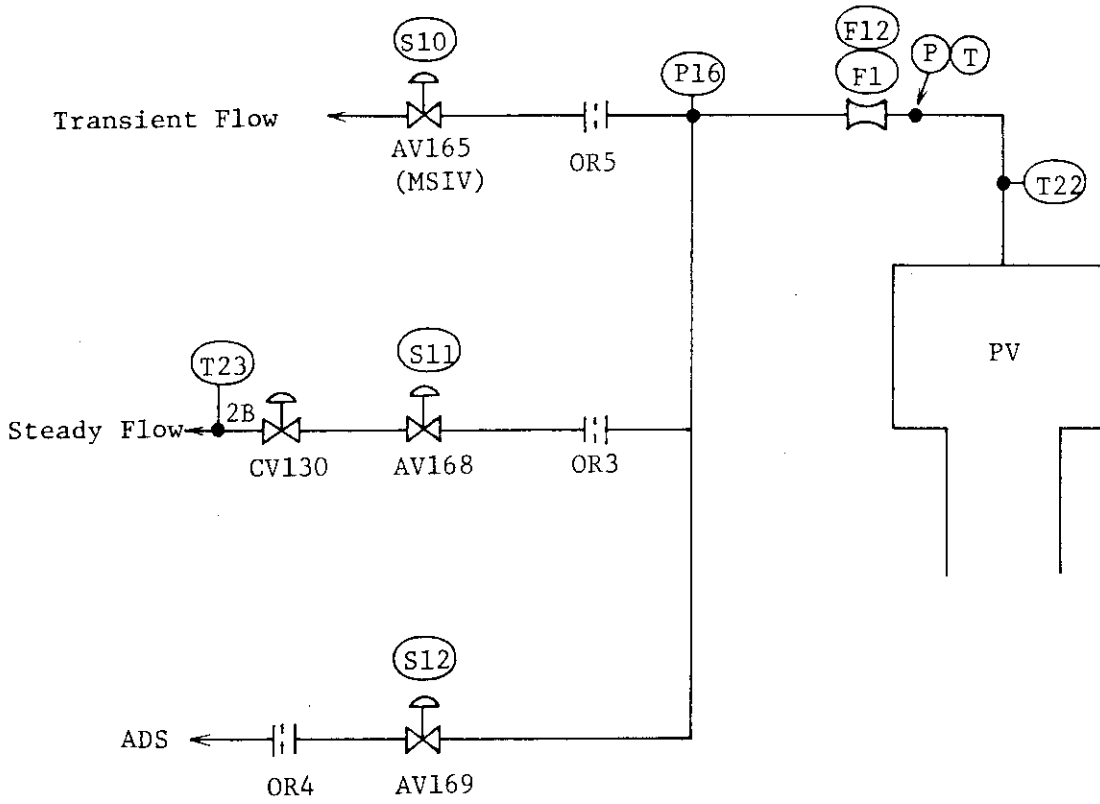 S10
F12
P16
F1
P
T
Transient Flow
AV165
(MSIV)
OR5
T22
S11
T23
PV
2B
Steady Flow
CV130
AV168
OR3
S12
ADS
OR4
AV169